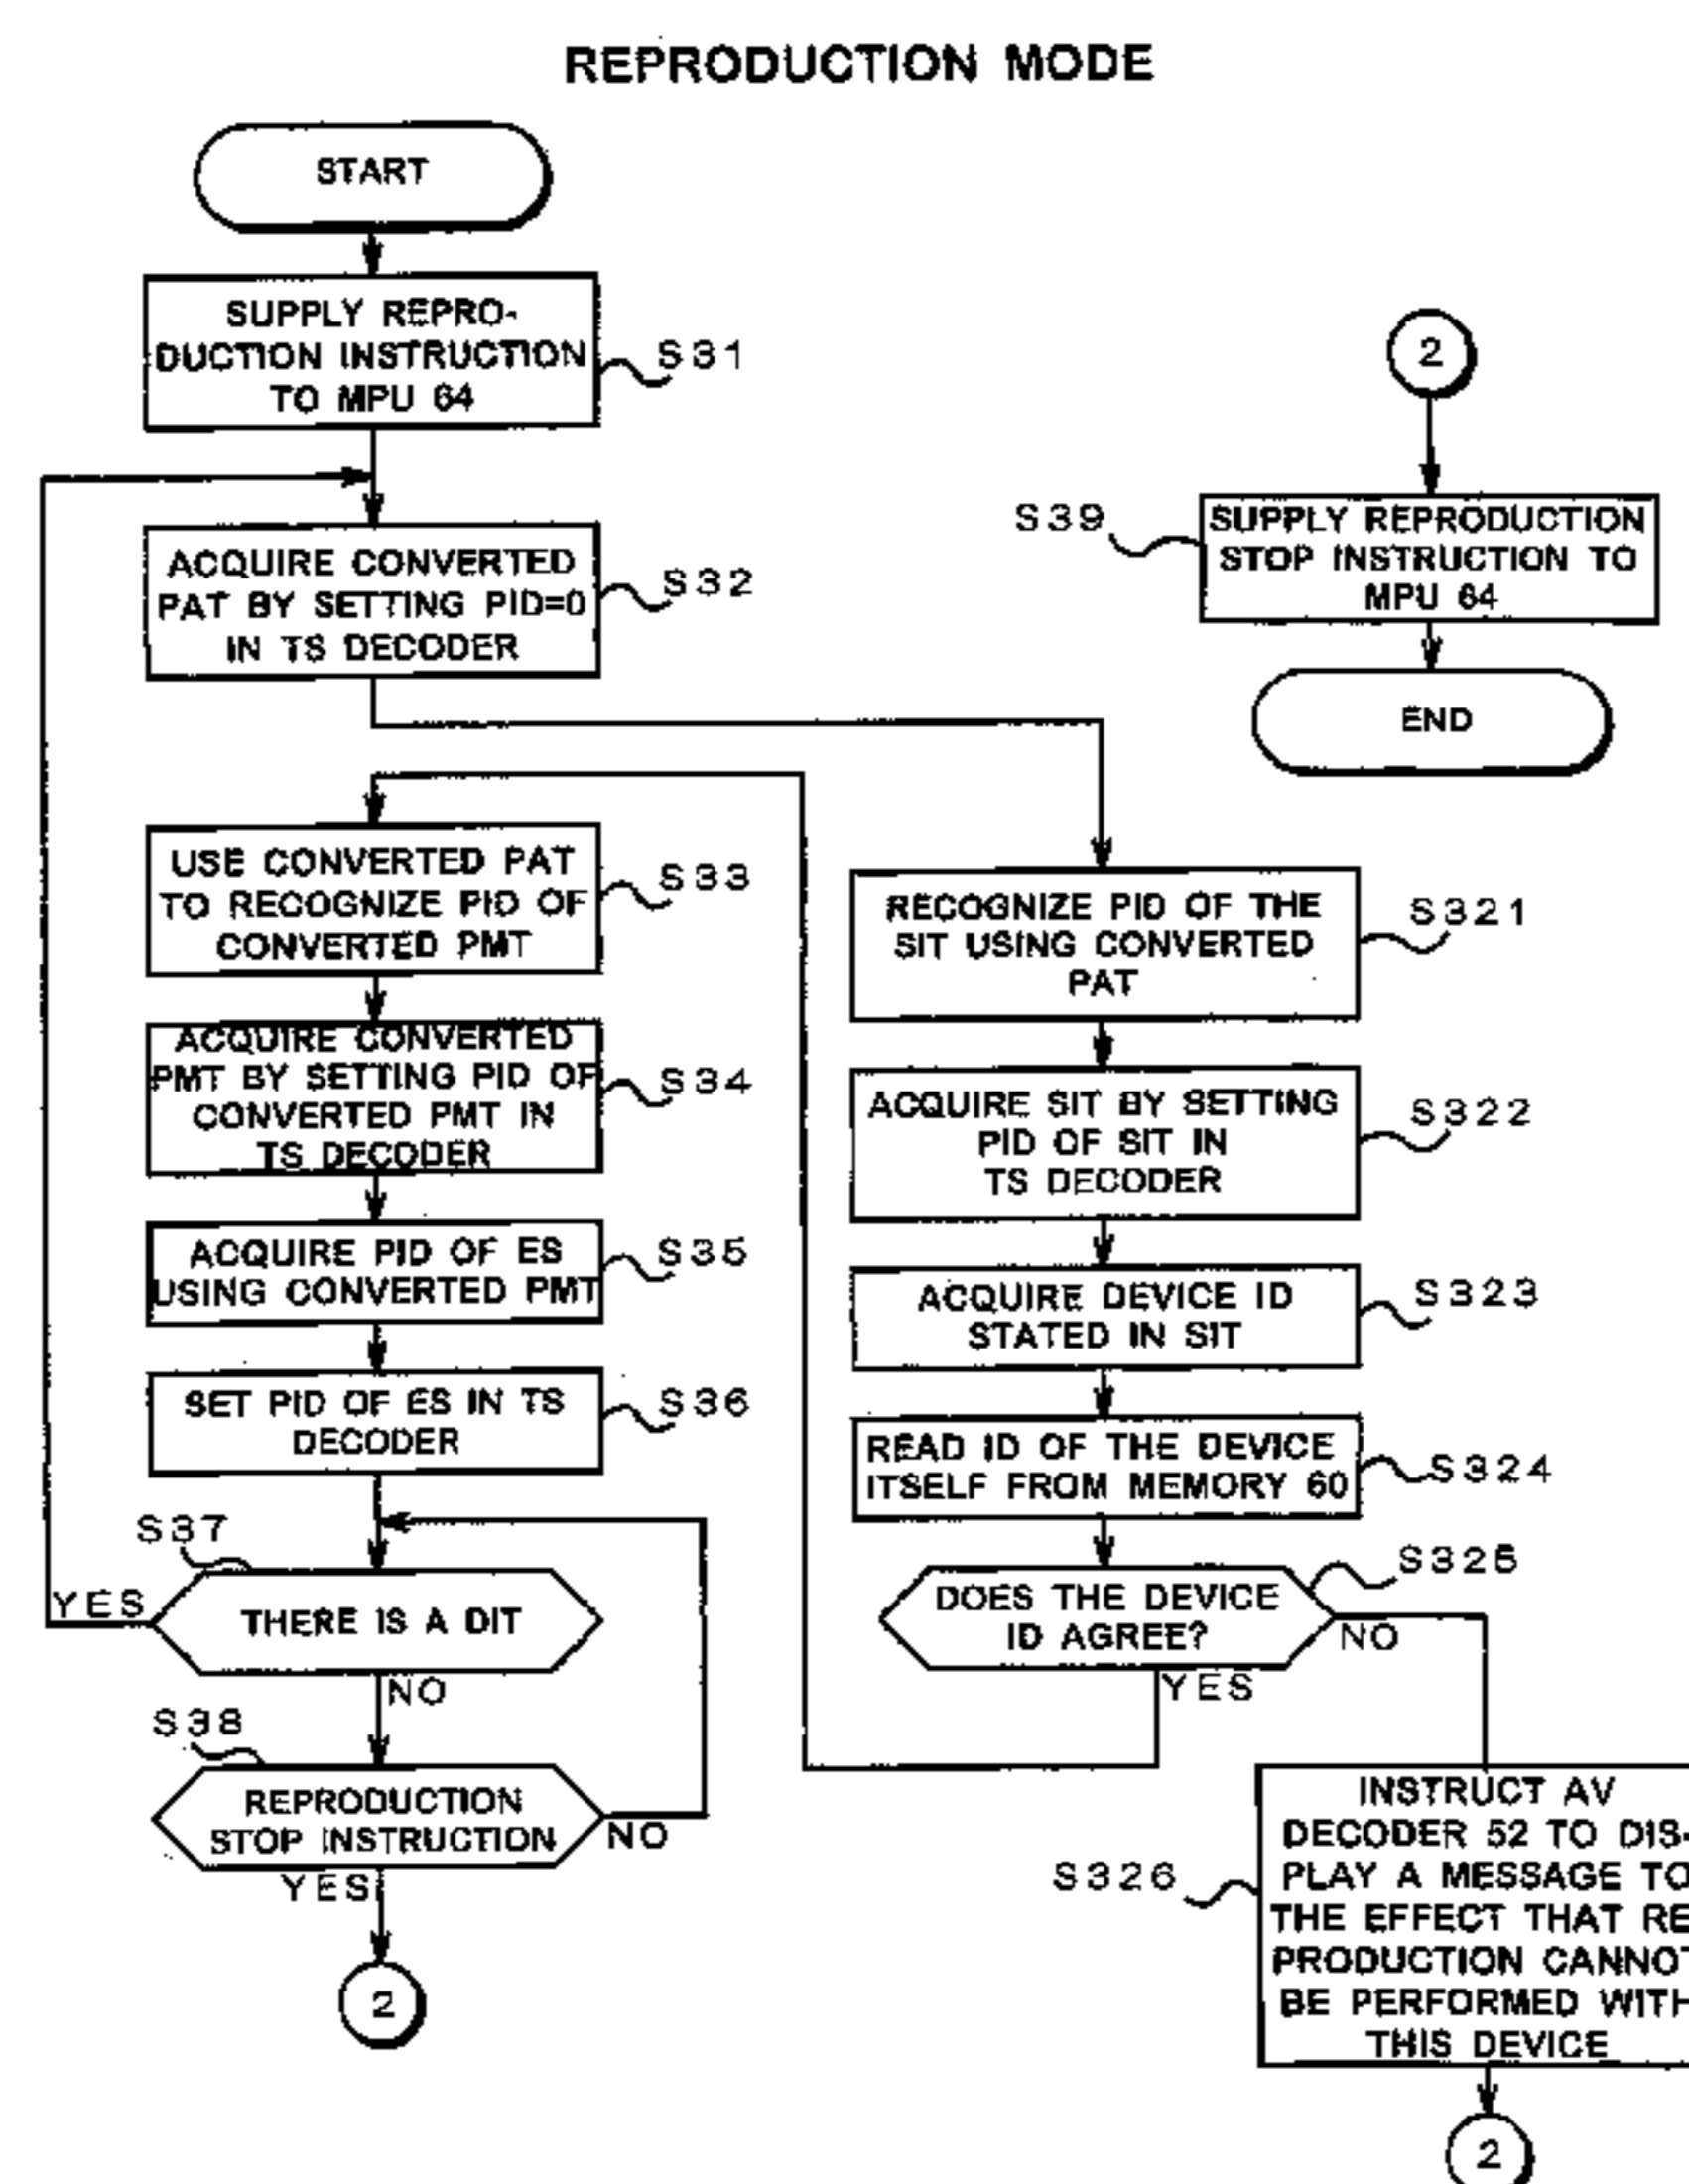 REPRODUCTION MODE
START
SUPPLY REPRO-
DUCTION INSTRUCTION
TO MPU 64
S31
ACQUIRE CONVERTED
PAT BY SETTING PID=0
IN TS DECODER
S32
USE CONVERTED PAT
TO RECOGNIZE PID OF
CONVERTED PMT
S33
ACQUIRE CONVERTED
PMT BY SETTING PID OF
CONVERTED PMT IN
TS DECODER
S34
ACQUIRE PID OF ES
USING CONVERTED PMT
S35
SET PID OF ES IN TS
DECODER
S36
S37
THERE IS A DIT
YES
NO
S38
REPRODUCTION
STOP INSTRUCTION
NO
YES
2
2
S39
SUPPLY REPRODUCTION
STOP INSTRUCTION TO
MPU 64
END
RECOGNIZE PID OF THE
SIT USING CONVERTED
PAT
S321
ACQUIRE SIT BY SETTING
PID OF SIT IN
TS DECODER
S322
ACQUIRE DEVICE ID
STATED IN SIT
S323
READ ID OF THE DEVICE
ITSELF FROM MEMORY 60
S324
DOES THE DEVICE
ID AGREE?
S325
NO
YES
S326
INSTRUCT AV
DECODER 52 TO DIS-
PLAY A MESSAGE TO
THE EFFECT THAT RE
PRODUCTION CANNOT
BE PERFORMED WITH
THIS DEVICE
2